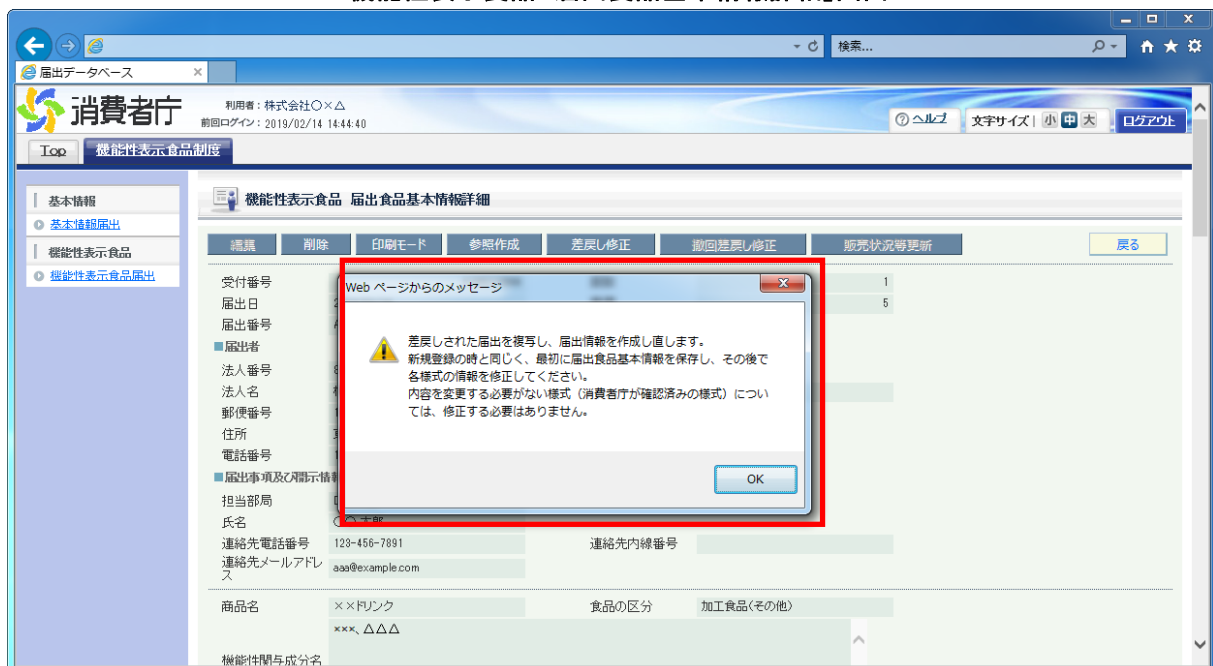 検索...
届出データベース ×
消費者庁
利用者：株式会社○×△
前回ログイン：2019/02/14 14:44:40
ヘルプ 文字サイズ | 小 中 大 ログアウト
Top 機能性表示食品制度
基本情報
基本情報届出
機能性表示食品
機能性表示食品届出
機能性表示食品 届出食品基本情報詳細
編集 削除 印刷モード 参照作成 差戻し修正 撤回差戻し修正 販売状況等更新 戻る
受付番号 1
届出日 5
届出番号
■届出者
法人番号
法人名
郵便番号
住所
電話番号
■届出事項及び開示情
担当部局
氏名
連絡先電話番号 123-456-7891 連絡先内線番号
連絡先メールアドレス aaa@example.com
商品名 ××ドリンク 食品の区分 加工食品(その他)
×××、△△△
機能性関与成分名
Web ページからのメッセージ
差戻しされた届出を複写し、届出情報を作成し直します。
新規登録の時と同じく、最初に届出食品基本情報を保存し、その後で
各様式の情報を修正してください。
内容を変更する必要がない様式（消費者庁が確認済みの様式）につい
ては、修正する必要はありません。
OK